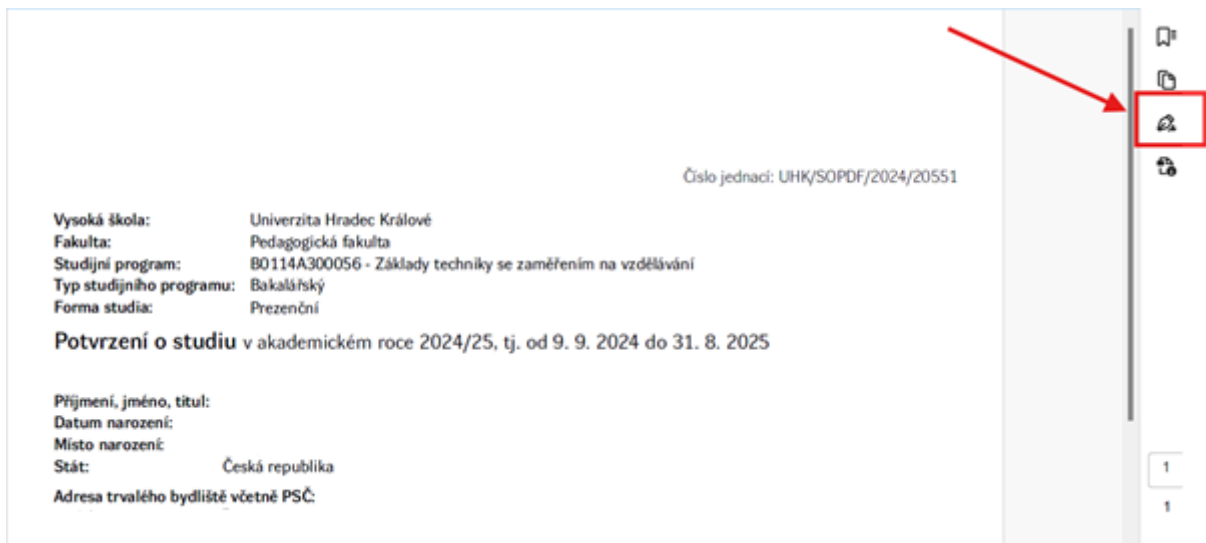 Číslo jednací: UHK/SOPDF/2024/20551
Vysoká škola: Univerzita Hradec Králové
Fakulta: Pedagogická fakulta
Studijní program: B0114A300056 - Základy techniky se zaměřením na vzdělávání
Typ studijního programu: Bakalářský
Forma studia: Prezenční
Potvrzení o studiu v akademickém roce 2024/25, tj. od 9. 9. 2024 do 31. 8. 2025
Příjmení, jméno, titul:
Datum narození:
Místo narození:
Stát: Česká republika
Adresa trvalého bydliště včetně PSČ:
1
1